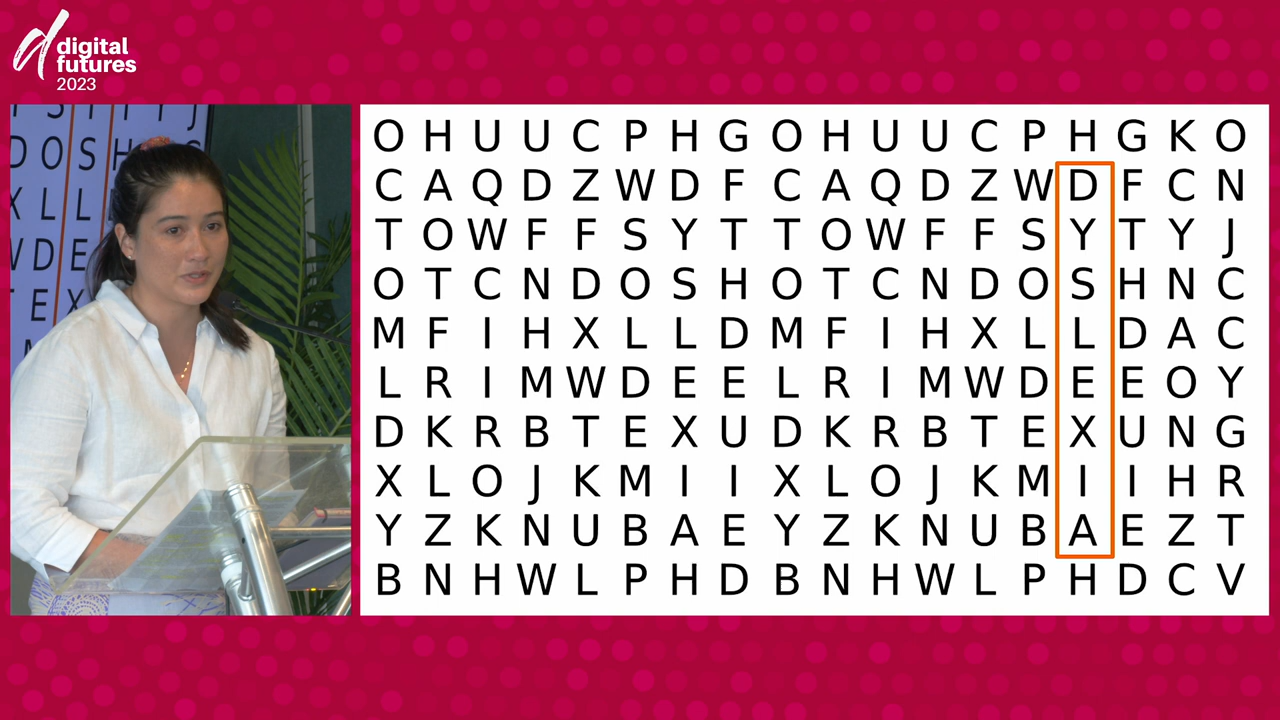 digital
futures
2023
O H U U C P H G O H U U C P H G K O
C A Q D Z W D F C A Q D Z W D F C N
T O W F F S Y T T O W F F S Y T Y J
O T C N D O S H O T C N D O S H N C
M F I H X L L D M F I H X L L D A C
L R I M W D E E L R I M W D E E O Y
D K R B T E X U D K R B T E X U N G
X L O J K M I I X L O J K M I I H R
Y Z K N U B A E Y Z K N U B A E Z T
B N H W L P H D B N H W L P H D C V